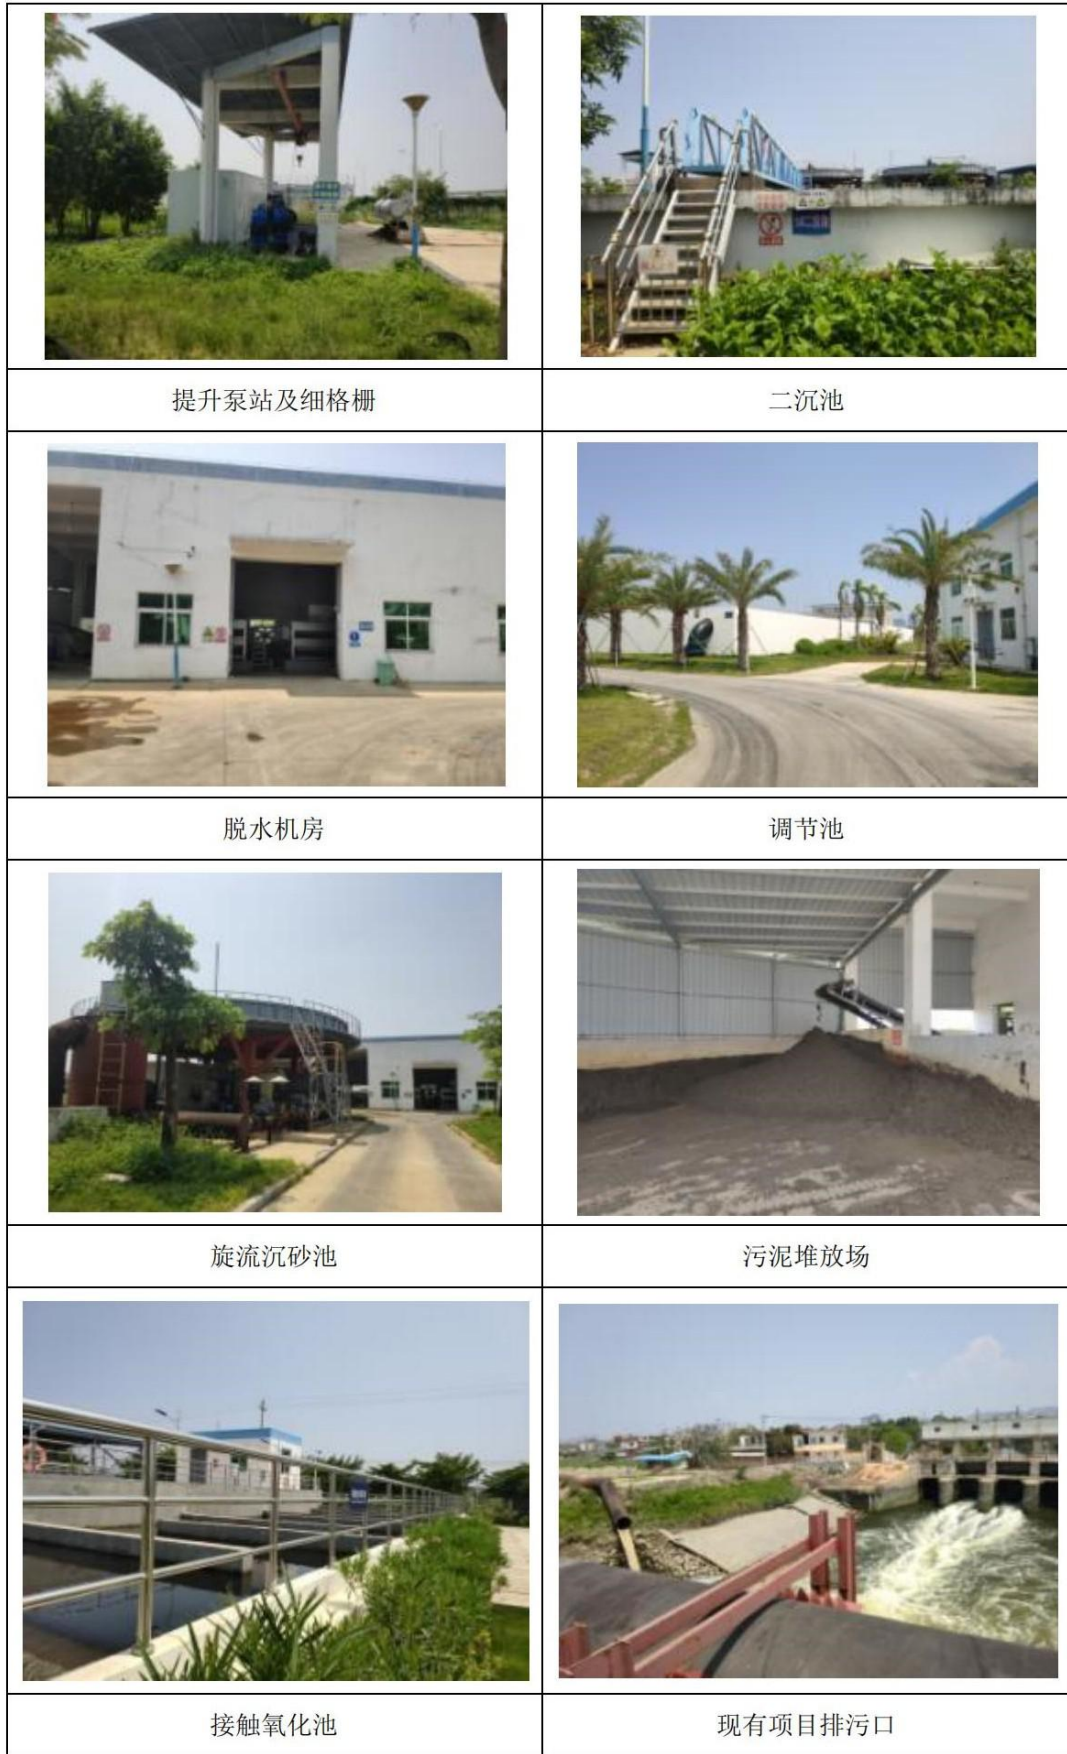 提升泵站及细格栅
二沉池
脱水机房
调节池
旋流沉砂池
污泥堆放场
接触氧化池
现有项目排污口